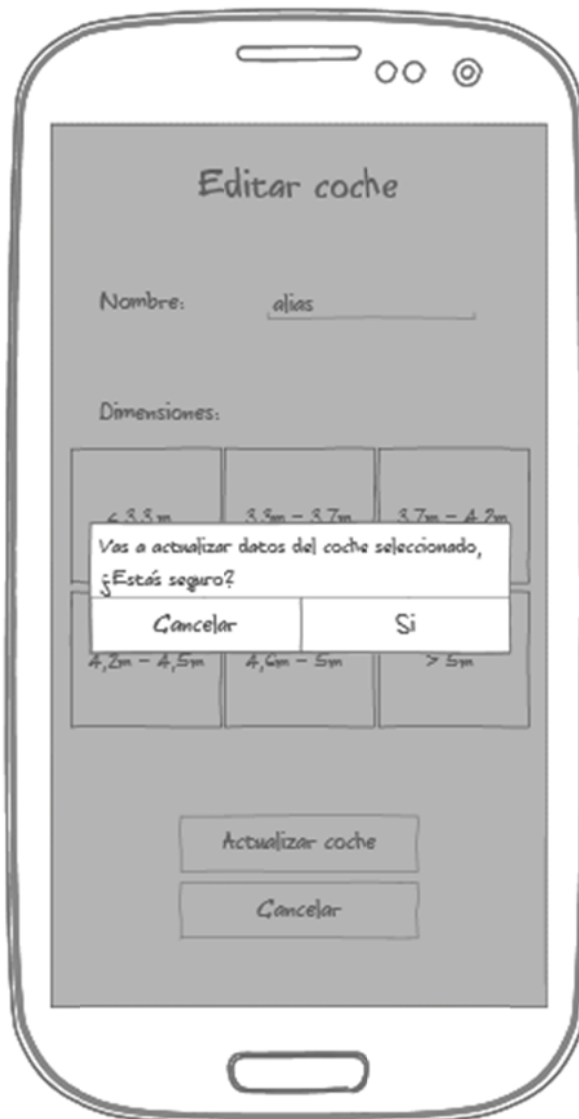 Editar coche
Nombre: alias
Dimensiones:
< 3.3 m 3.3m - 3.7m 3.7m - 4.2m
Vas a actualizar datos del coche seleccionado,
¿Estás seguro?
Cancelar Si
4,2m - 4,5m 4,6m - 5m > 5m
Actualizar coche
Cancelar